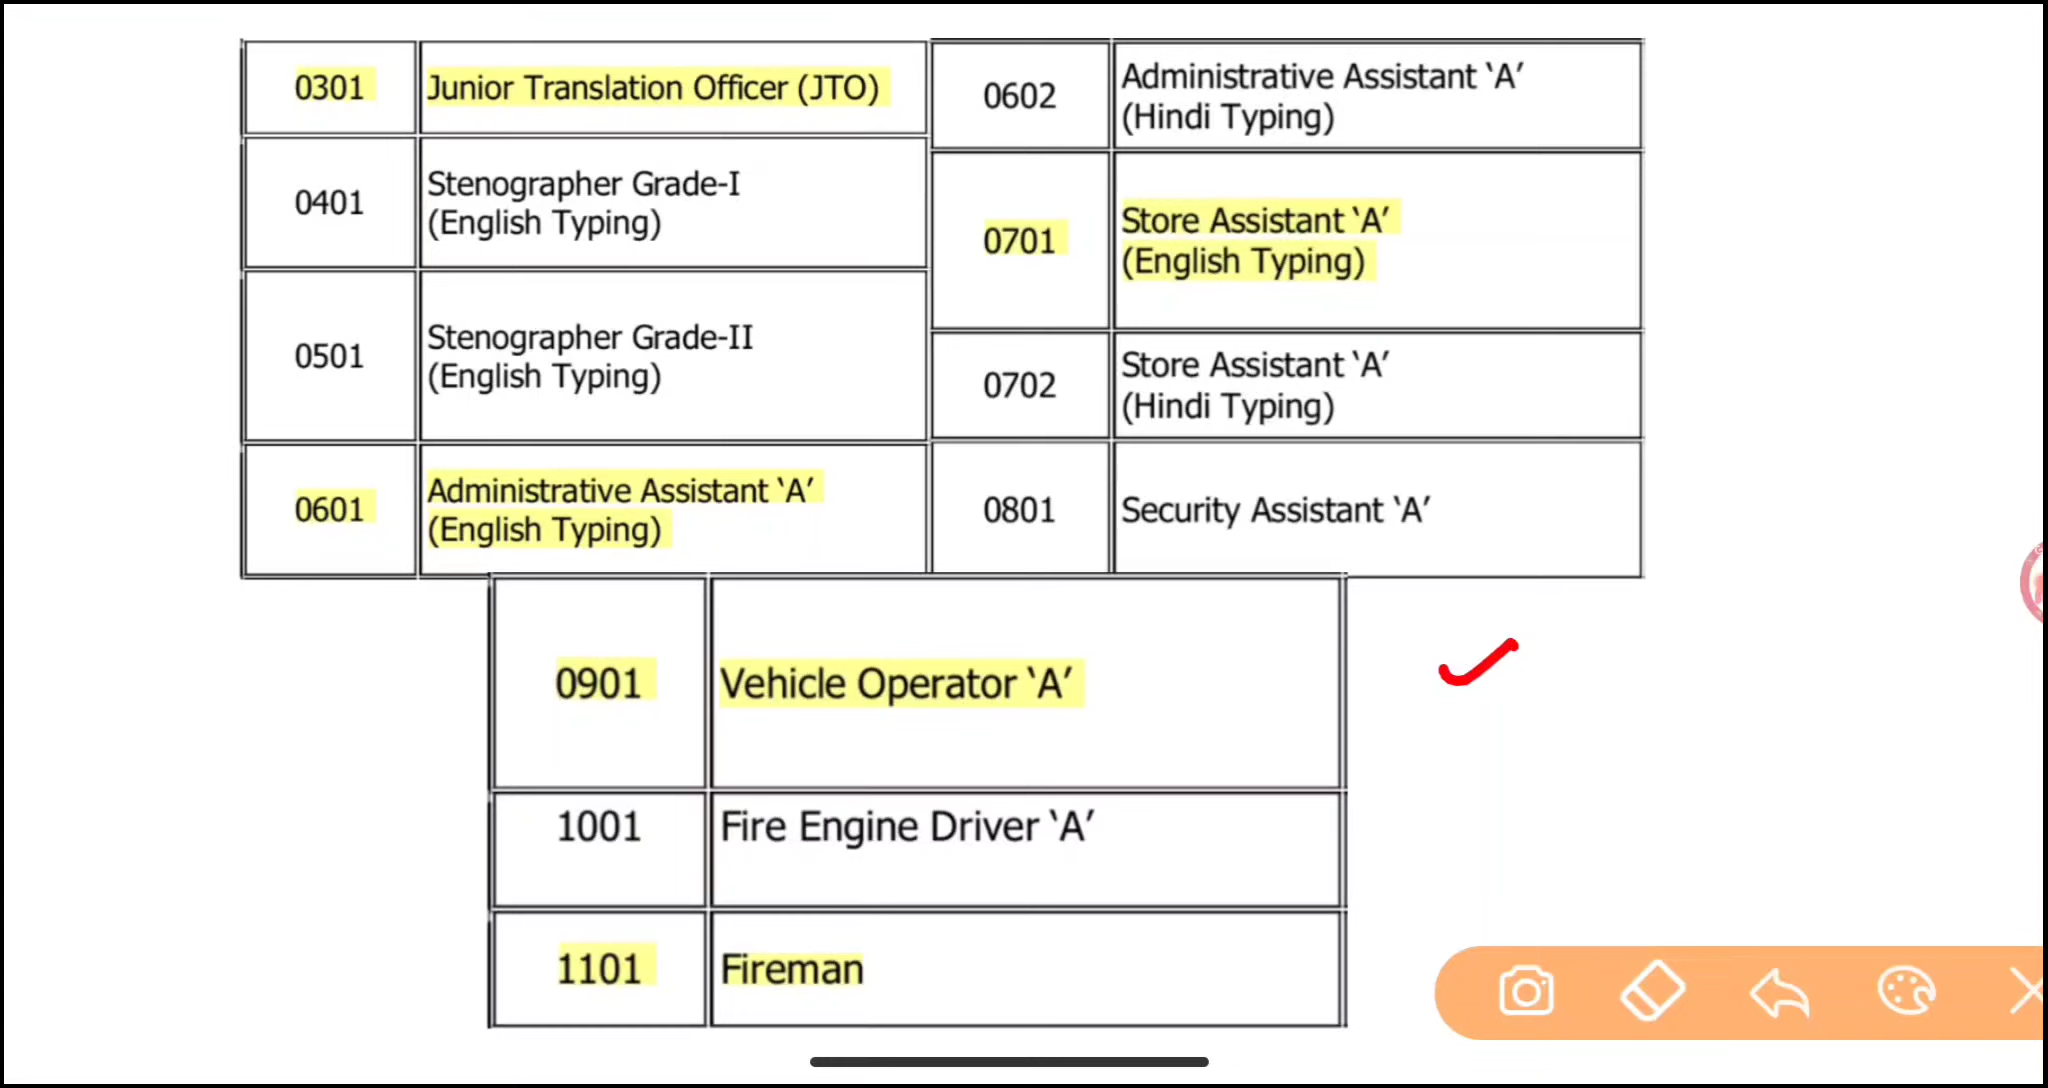 0301
Junior Translation Officer (JTO)
0401
Stenographer Grade-I
(English Typing)
0501
Stenographer Grade-II
(English Typing)
0601
Administrative Assistant ‘A’
(English Typing)
0602
Administrative Assistant ‘A’
(Hindi Typing)
0701
Store Assistant ‘A’
(English Typing)
0702
Store Assistant ‘A’
(Hindi Typing)
0801
Security Assistant ‘A’
0901
Vehicle Operator ‘A’
1001
Fire Engine Driver ‘A’
1101
Fireman